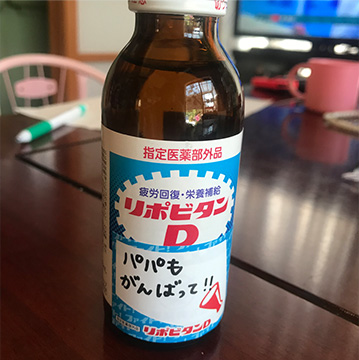 指定医薬部外品
疲労回復・栄養補給
リポビタン
D
パパも
がんばって!!
リポビタンD